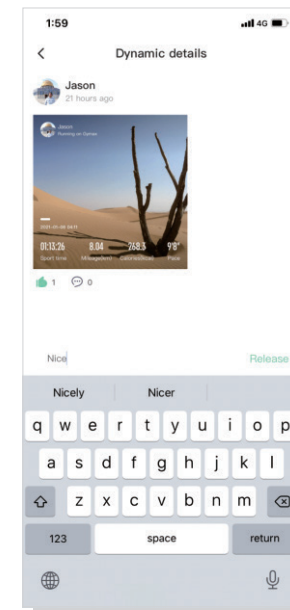 1:59
4G
Dynamic details
Jason
21 hours ago
Jason
Running on Damen
01:13:26
8.04
268.3
9'8"
Sport time
Pace
1
0
Nice
Release
Nicely
Nicer
q w e r t y u i o p
a s d f g h j k l
z x c v b n m
123
space
return